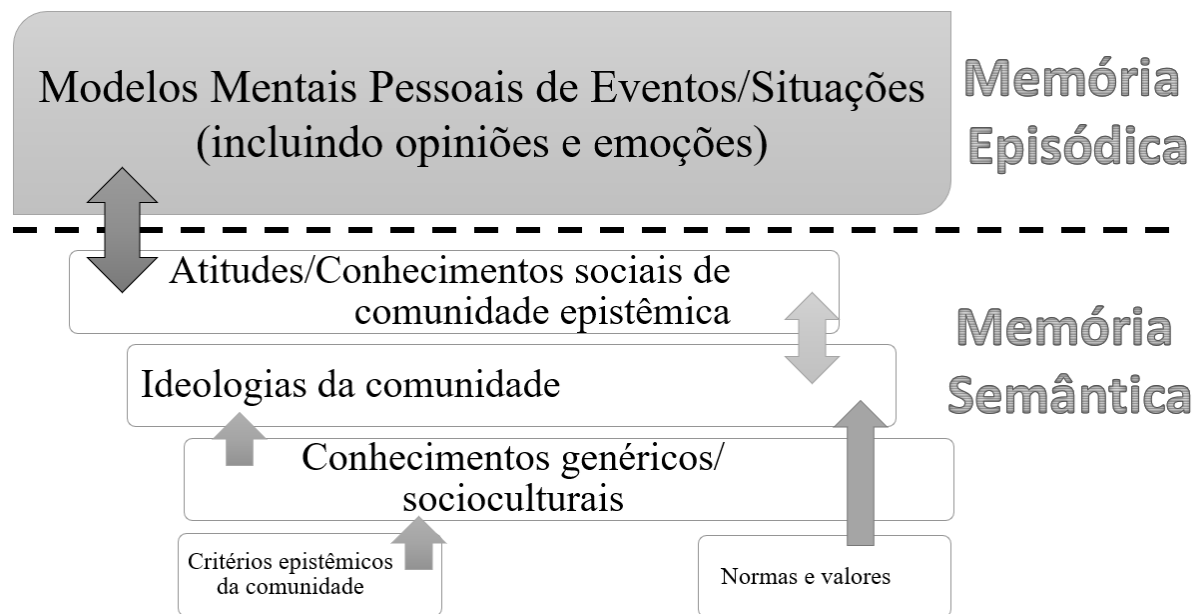 Modelos Mentais Pessoais de Eventos/Situações
(incluindo opiniões e emoções)
Memória
Episódica
Atitudes/Conhecimentos sociais de
comunidade epistêmica
Ideologias da comunidade
Memória
Semântica
Conhecimentos genéricos/
socioculturais
Critérios epistêmicos
da comunidade
Normas e valores